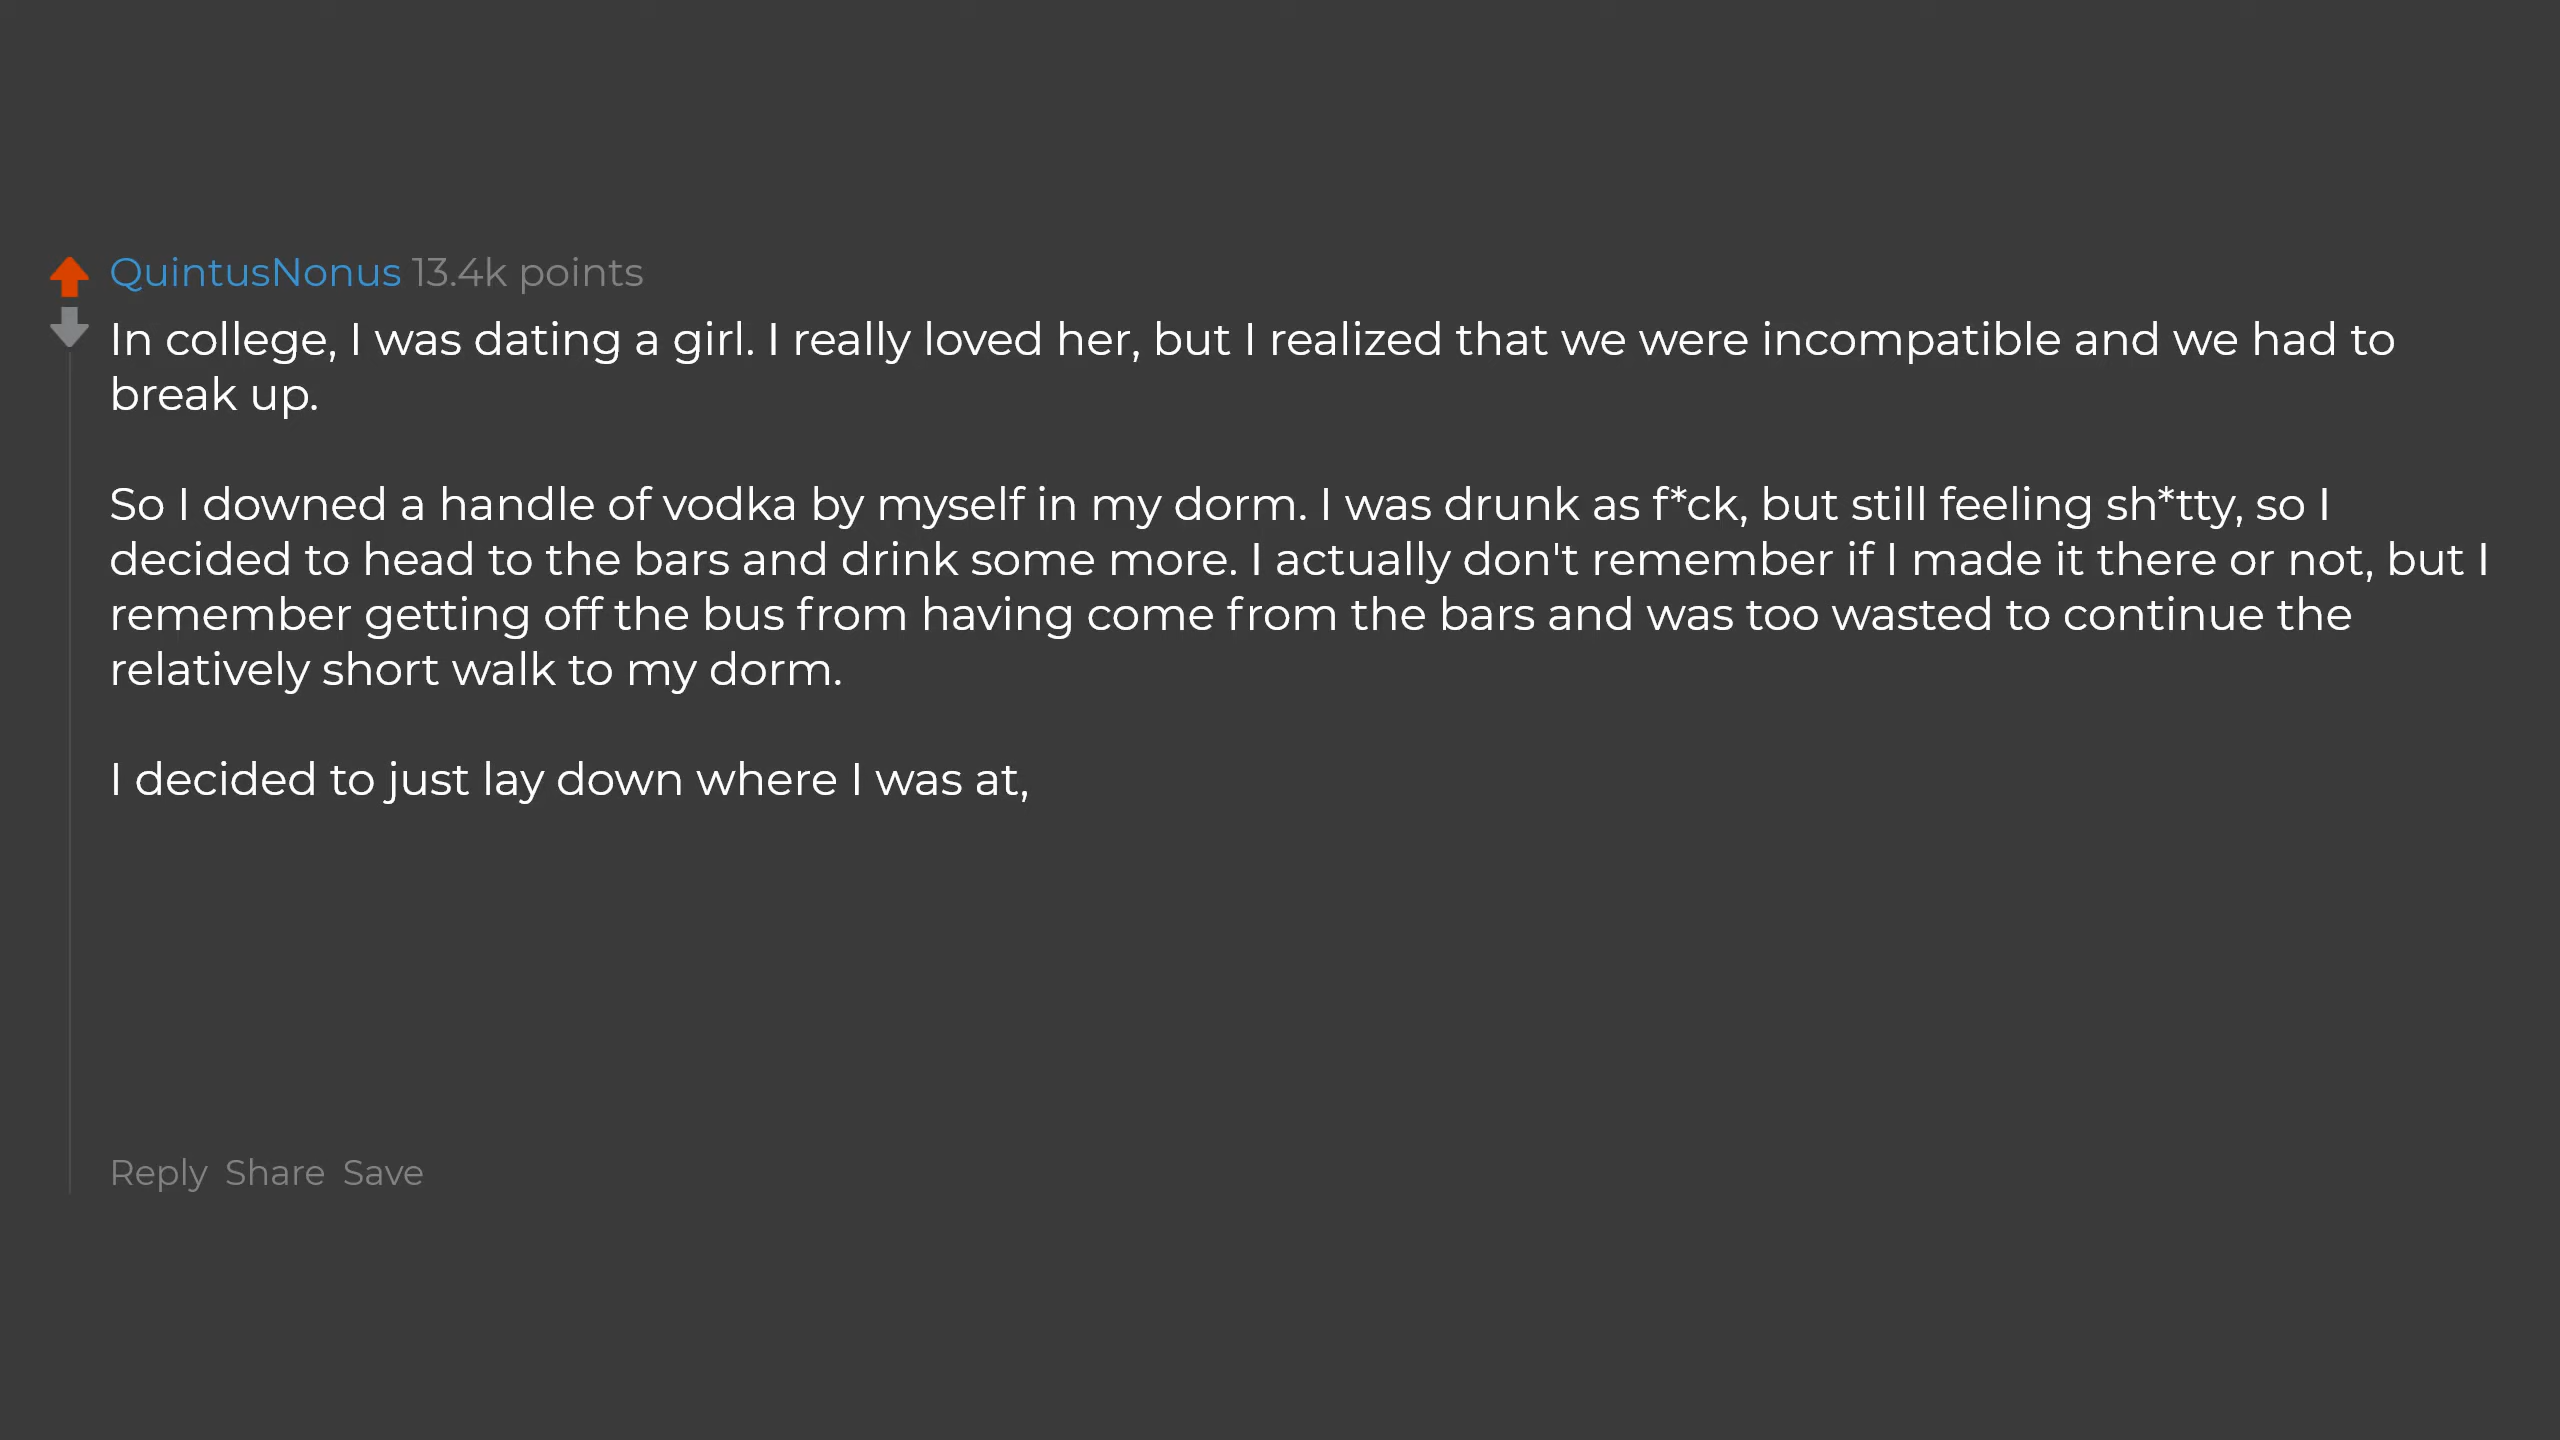 QuintusNonus 13.4k points
In college, I was dating a girl. I really loved her, but I realized that we were incompatible and we had to
break up.
So I downed a handle of vodka by myself in my dorm. I was drunk as f*ck, but still feeling sh*tty, so I
decided to head to the bars and drink some more. I actually don't remember if I made it there or not, but I
remember getting off the bus from having come from the bars and was too wasted to continue the
relatively short walk to my dorm.
I decided to just lay down where I was at,
Reply Share Save